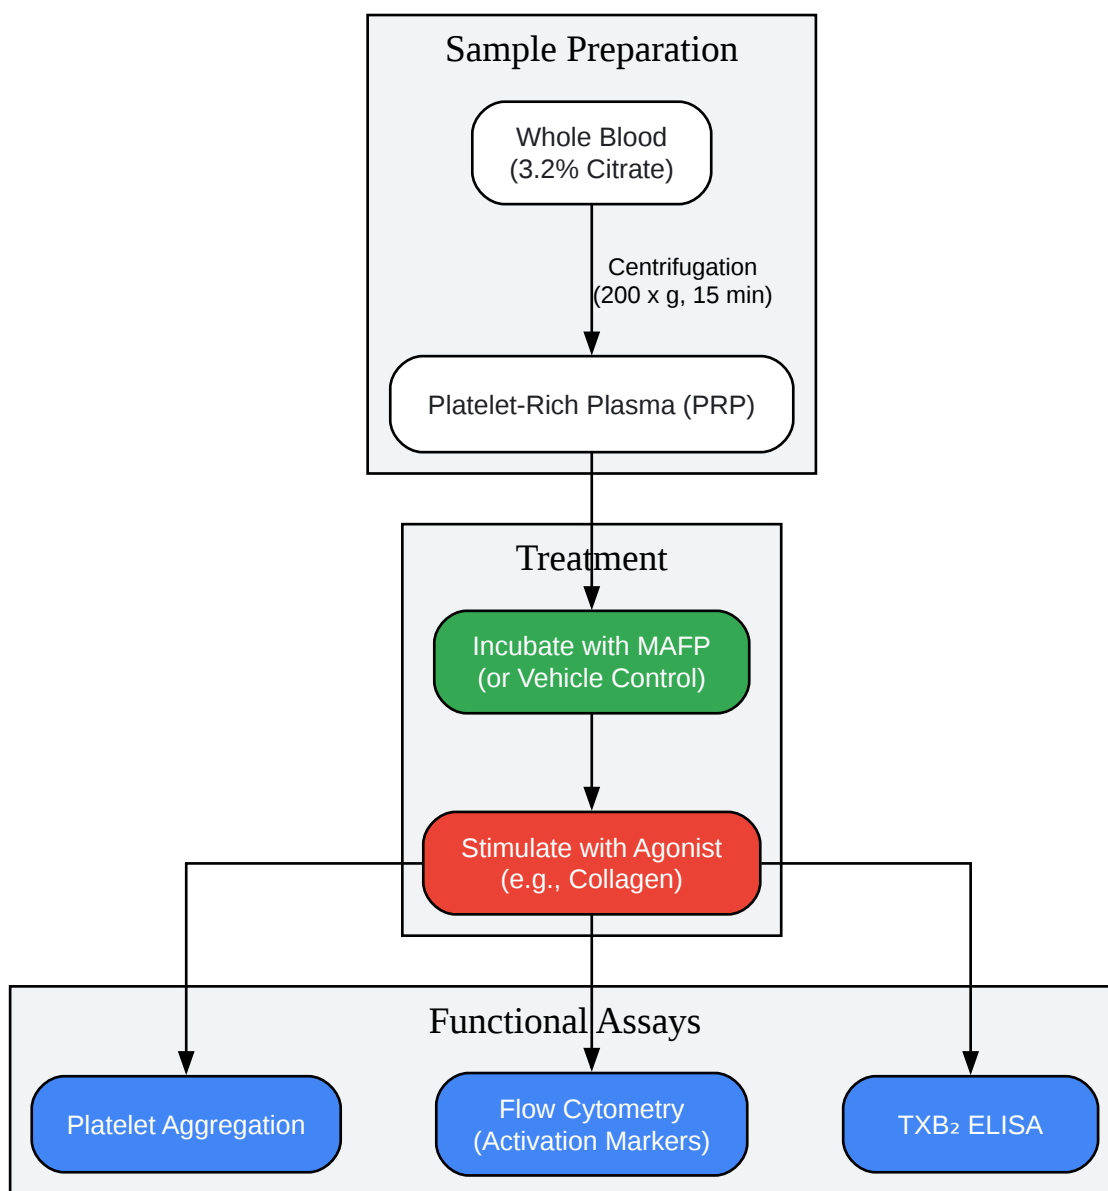 Sample Preparation
Whole Blood
(3.2% Citrate)
Centrifugation
(200 x g, 15 min)
Platelet-Rich Plasma (PRP)
Treatment
Incubate with MAFP
(or Vehicle Control)
Stimulate with Agonist
(e.g., Collagen)
Functional Assays
Platelet Aggregation
Flow Cytometry
(Activation Markers)
TXB₂ ELISA